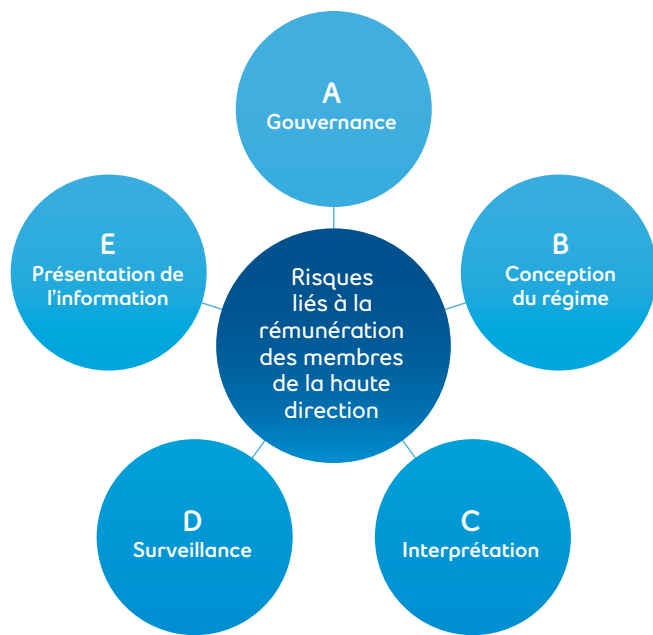 A
Gouvernance
B
Conception
du régime
C
Interprétation
D
Surveillance
E
Présentation de
l'information
Risques
liés à la
rémunération
des membres
de la haute
direction